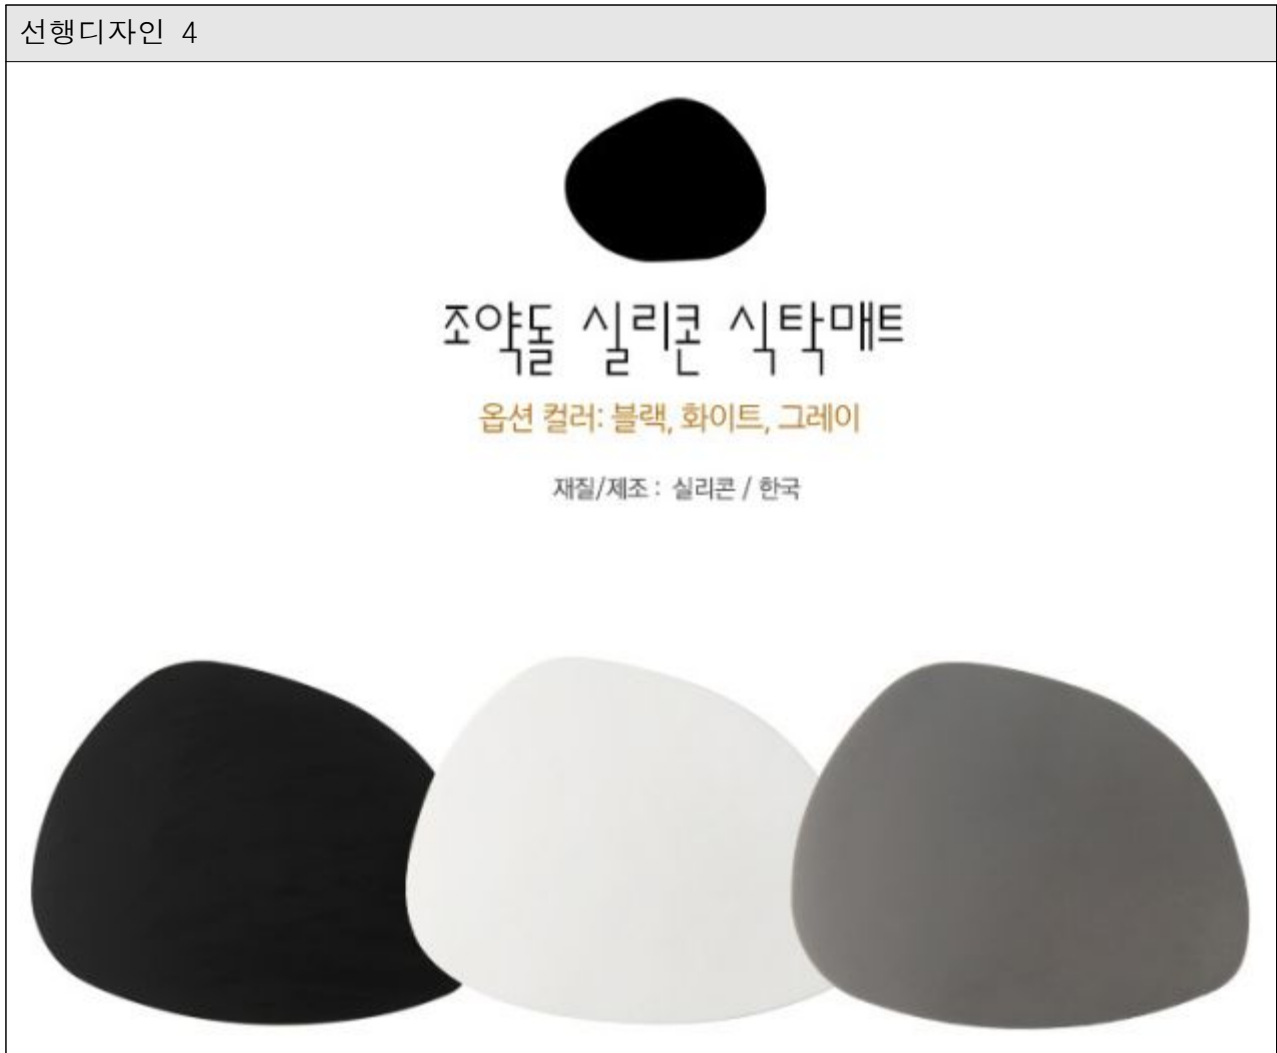 선행디자인 4
조약돌 실리콘 식탁매트
옵션 컬러: 블랙, 화이트, 그레이
재질/제조 : 실리콘 / 한국